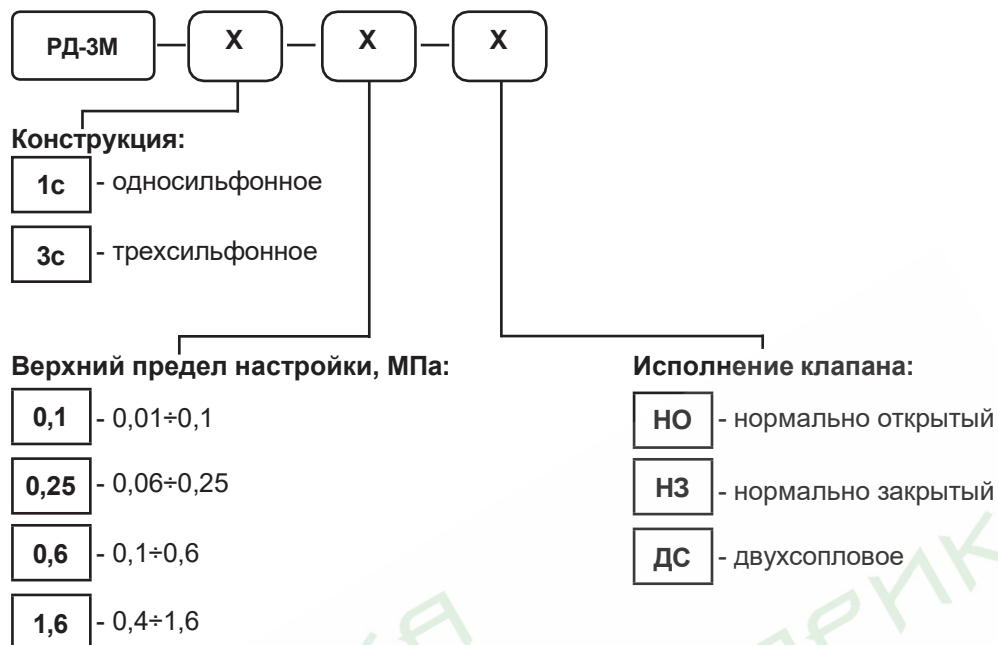 РД-3М X X X
Конструкция:
1с - односильфонное
3с - трехсильфонное
Верхний предел настройки, МПа:
0,1 - 0,01÷0,1
0,25 - 0,06÷0,25
0,6 - 0,1÷0,6
1,6 - 0,4÷1,6
Исполнение клапана:
НО - нормально открытый
НЗ - нормально закрытый
ДС - двухсопловое